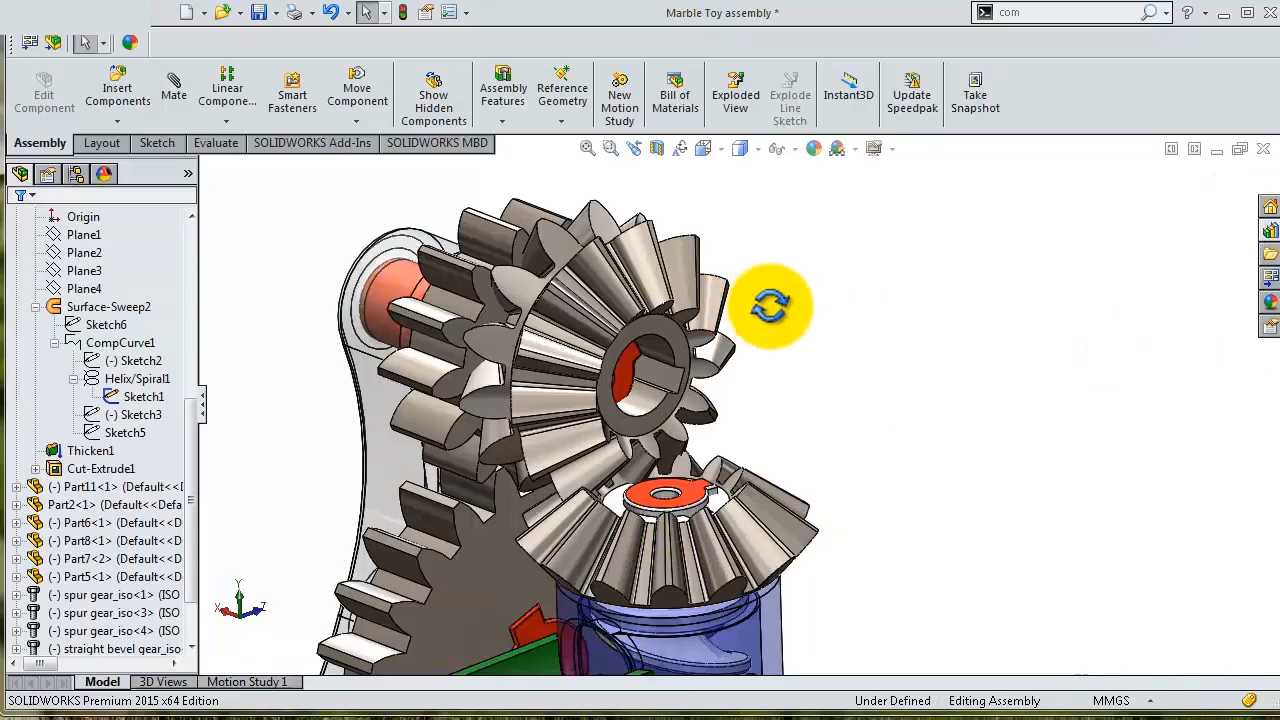 Marble Toy assembly *
com
Edit Component
Insert Components
Mate
Linear Compone...
Smart Fasteners
Move Component
Show Hidden Components
Assembly Features
Reference Geometry
New Motion Study
Bill of Materials
Exploded View
Explode Line Sketch
Instant3D
Update Speedpak
Take Snapshot
Assembly
Layout
Sketch
Evaluate
SOLIDWORKS Add-Ins
SOLIDWORKS MBD
Origin
Plane1
Plane2
Plane3
Plane4
Surface-Sweep2
Sketch6
CompCurve1
(-) Sketch2
Helix/Spiral1
Sketch1
(-) Sketch3
Sketch5
Thicken1
Cut-Extrude1
(-) Part11<1> (Default<<D
Part2<1> (Default<<Defa
(-) Part6<1> (Default<<D
(-) Part8<1> (Default<<D
(-) Part7<2> (Default<<D
(-) Part5<1> (Default<<D
(-) spur gear_iso<1> (ISO
(-) spur gear_iso<3> (ISO
(-) spur gear_iso<4> (ISO
(-) straight bevel gear_iso
Y
X
Z
Model
3D Views
Motion Study 1
SOLIDWORKS Premium 2015 x64 Edition
Under Defined
Editing Assembly
MMGS